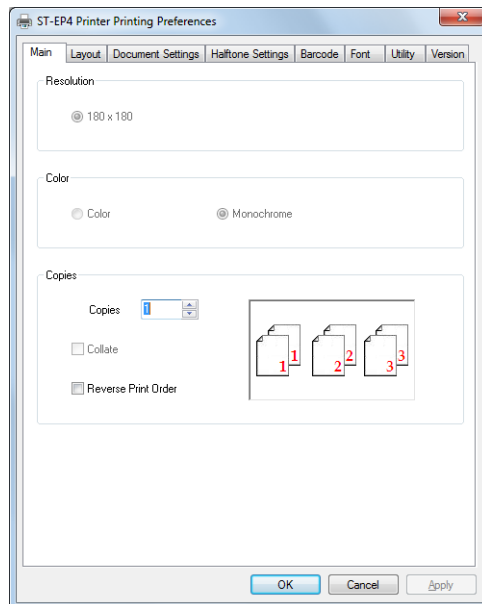 ST-EP4 Printer Printing Preferences
Main Layout Document Settings Halftone Settings Barcode Font Utility Version
Resolution
180 x 180
Color
Color Monochrome
Copies
Copies 1
Collate
Reverse Print Order
1 1 2 2 3 3
OK Cancel Apply